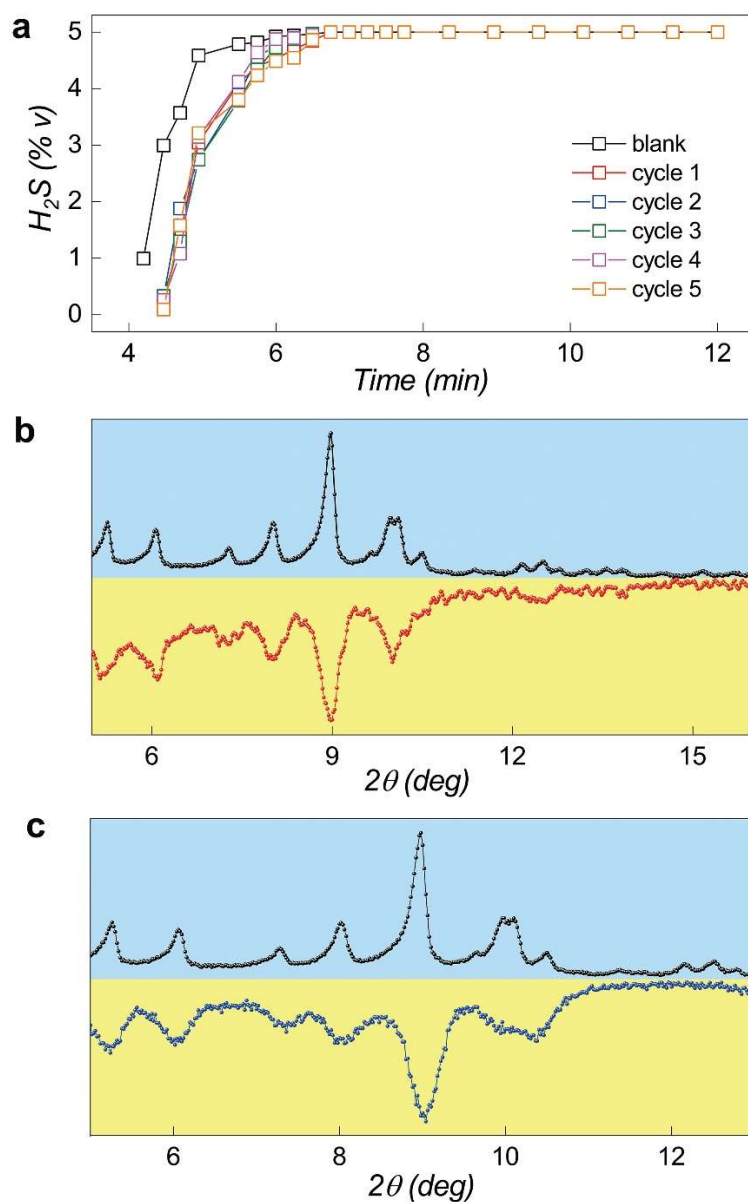 a
5
4
3
2
1
0
H₂S (% v)
blank
cycle 1
cycle 2
cycle 3
cycle 4
cycle 5
4 6 8 10 12
Time (min)
b
6 9 12 15
2θ (deg)
c
6 8 10 12
2θ (deg)